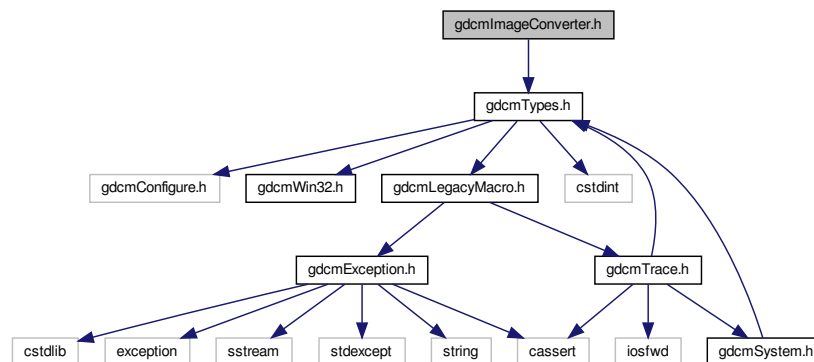 gdcmImageConverter.h
gdcmTypes.h
gdcmConfigure.h
gdcmWin32.h
gdcmLegacyMacro.h
cstdint
gdcmException.h
gdcmTrace.h
cstdlib
exception
sstream
stdexcept
string
cassert
iosfwd
gdcmSystem.h